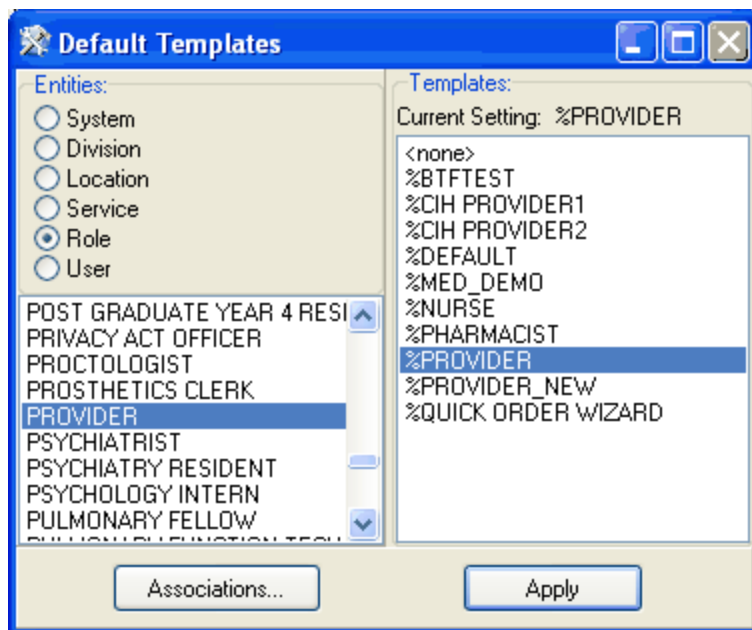 Default Templates
Entities:
System
Division
Location
Service
Role
User
POST GRADUATE YEAR 4 RESI
PRIVACY ACT OFFICER
PROCTOLOGIST
PROSTHETICS CLERK
PROVIDER
PSYCHIATRIST
PSYCHIATRY RESIDENT
PSYCHOLOGY INTERN
PULMONARY FELLOW
Templates:
Current Setting: %PROVIDER
<none>
%BTFTEST
%CIH PROVIDER1
%CIH PROVIDER2
%DEFAULT
%MED_DEMO
%NURSE
%PHARMACIST
%PROVIDER
%PROVIDER_NEW
%QUICK ORDER WIZARD
Associations...
Apply